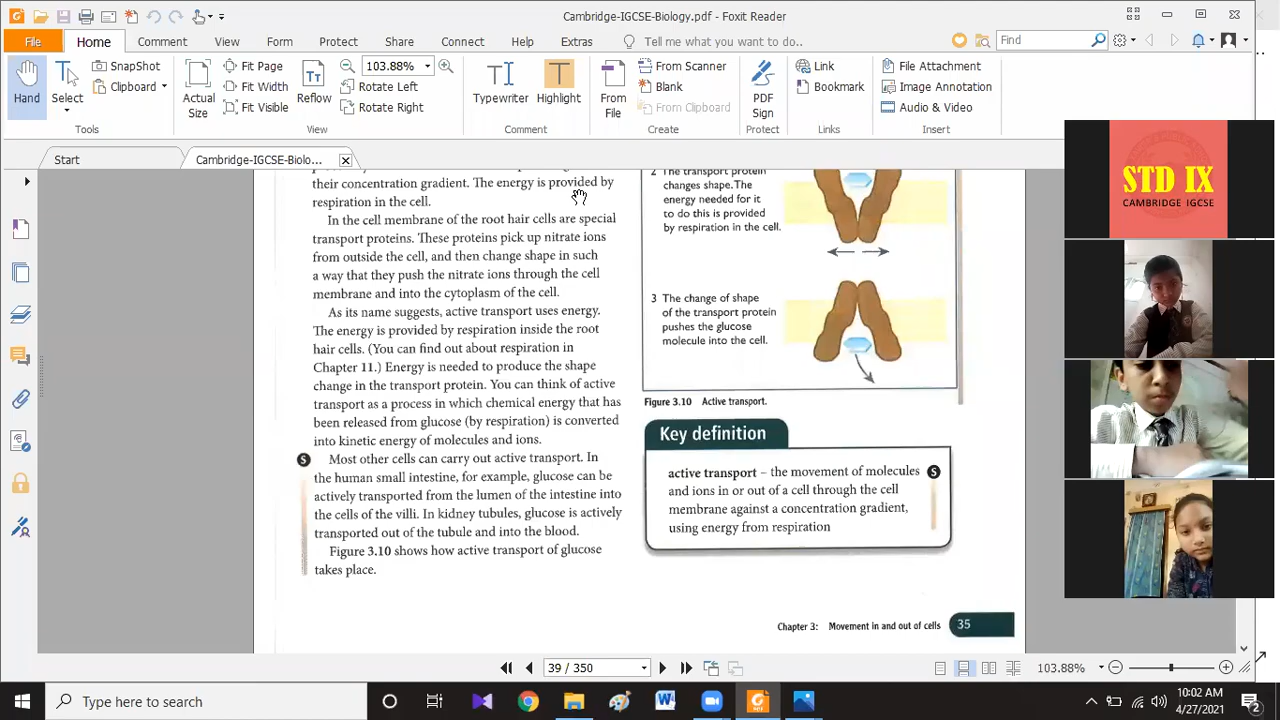 Cambridge-IGCSE-Biology.pdf - Foxit Reader
File Home Comment View Form Protect Share Connect Help Extras Tell me what you want to do.. Find
Hand
Select
SnapShot
Clipboard
Tools
Actual Size
Fit Page
Fit Width
Fit Visible
Reflow
103.88%
Rotate Left
Rotate Right
View
Typewriter
Highlight
Comment
From File
From Scanner
Blank
From Clipboard
Create
PDF Sign
Protect
Link
Bookmark
Links
File Attachment
Image Annotation
Audio & Video
Insert
Start Cambridge-IGCSE-Biolo...
their concentration gradient. The energy is provided by
respiration in the cell.
In the cell membrane of the root hair cells are special
transport proteins. These proteins pick up nitrate ions
from outside the cell, and then change shape in such
a way that they push the nitrate ions through the cell
membrane and into the cytoplasm of the cell.
As its name suggests, active transport uses energy.
The energy is provided by respiration inside the root
hair cells. (You can find out about respiration in
Chapter 11.) Energy is needed to produce the shape
change in the transport protein. You can think of active
transport as a process in which chemical energy that has
been released from glucose (by respiration) is converted
into kinetic energy of molecules and ions.
S Most other cells can carry out active transport. In
the human small intestine, for example, glucose can be
actively transported from the lumen of the intestine into
the cells of the villi. In kidney tubules, glucose is actively
transported out of the tubule and into the blood.
Figure 3.10 shows how active transport of glucose
takes place.
2 The transport protein
changes shape. The
energy needed for it
to do this is provided
by respiration in the cell.
3 The change of shape
of the transport protein
pushes the glucose
molecule into the cell.
Figure 3.10 Active transport.
Key definition
active transport – the movement of molecules S
and ions in or out of a cell through the cell
membrane against a concentration gradient,
using energy from respiration
Chapter 3: Movement in and out of cells 35
STD IX
CAMBRIDGE IGCSE
39 / 350
103.88%
Type here to search
10:02 AM
4/27/2021
2